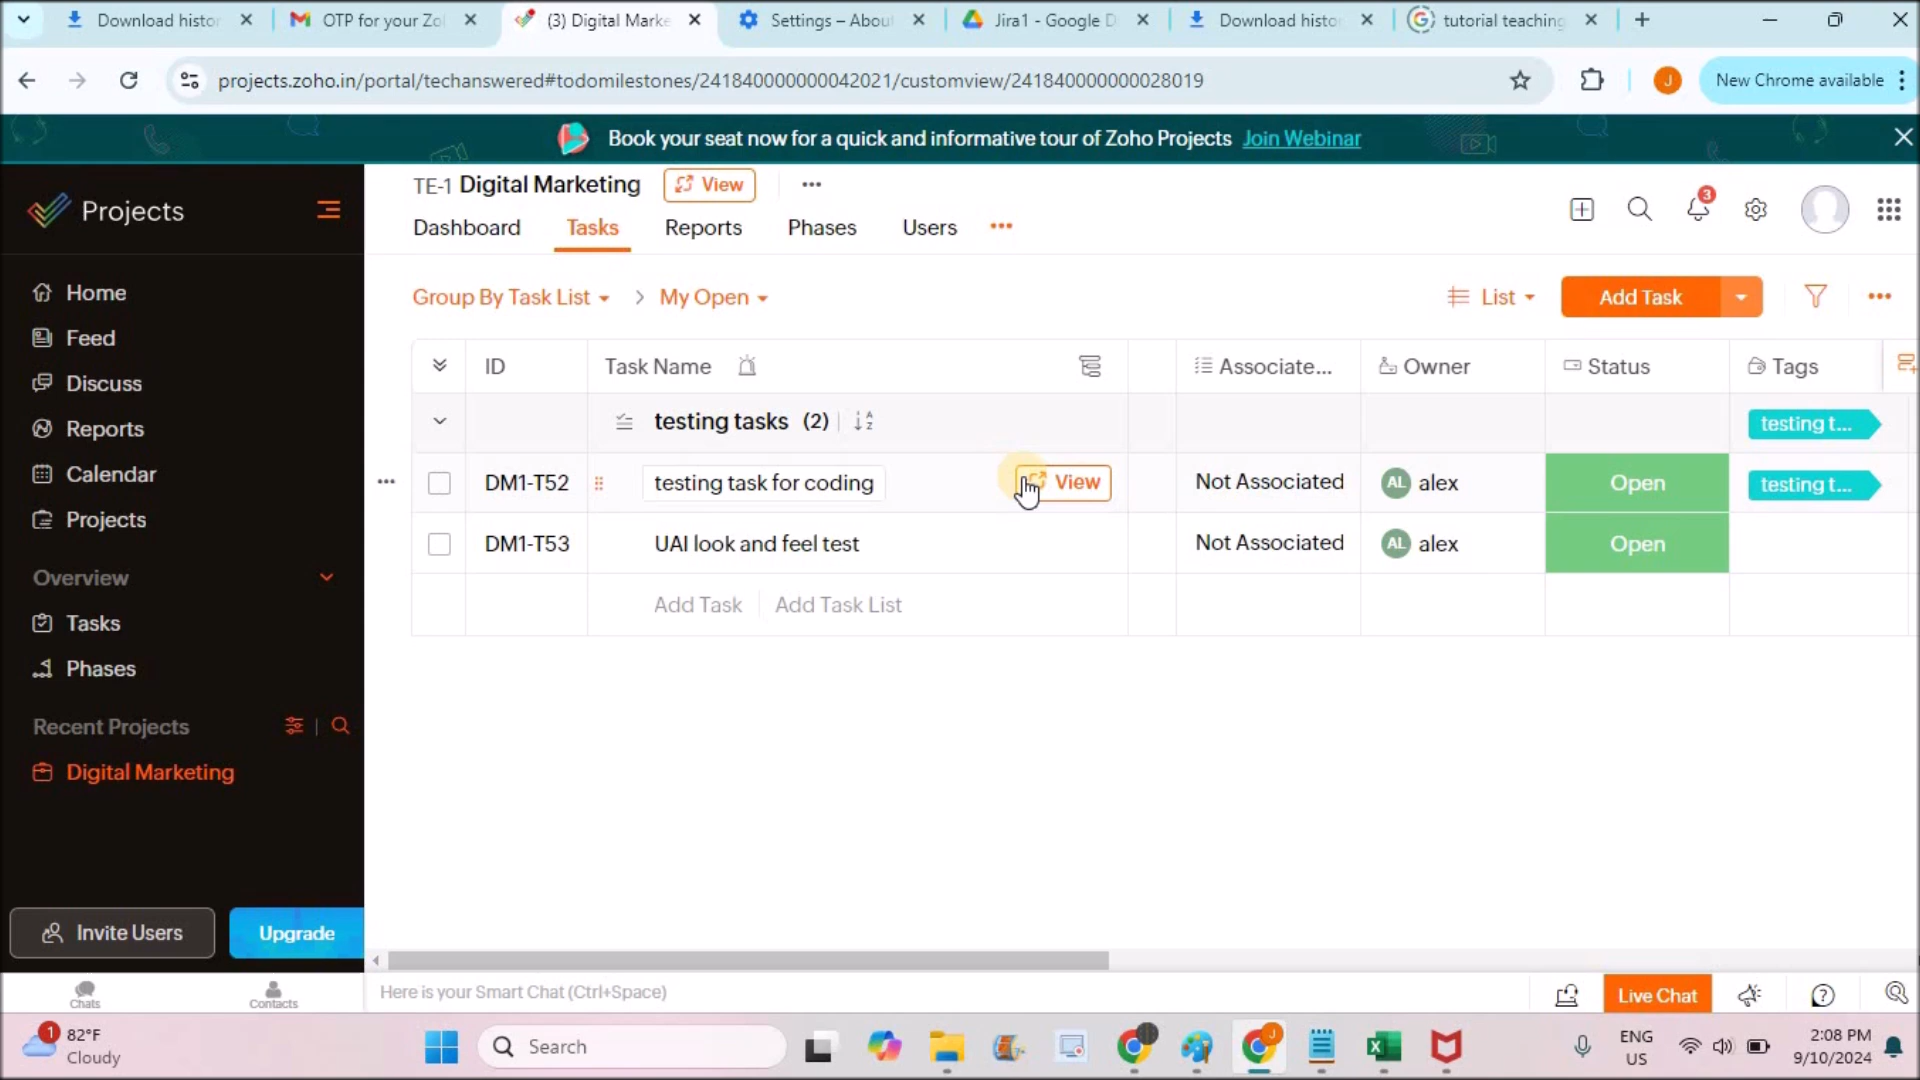 Download histor
OTP for your Zo
(3) Digital Marke
Settings – Abou
Jira1 - Google D
Download histor
tutorial teaching
projects.zoho.in/portal/techanswered#todomilestones/241840000000042021/customview/241840000000028019
J
New Chrome available
Book your seat now for a quick and informative tour of Zoho Projects Join Webinar
Projects
TE-1 Digital Marketing View
3
Dashboard Tasks Reports Phases Users
Home
Feed
Discuss
Reports
Calendar
Projects
Overview
Tasks
Phases
Recent Projects
Digital Marketing
Invite Users Upgrade
Group By Task List My Open List Add Task
ID Task Name Associate... Owner Status Tags
testing tasks (2) testing t...
DM1-T52 testing task for coding View Not Associated AL alex Open testing t...
DM1-T53 UAI look and feel test Not Associated AL alex Open
Add Task Add Task List
Chats Contacts Here is your Smart Chat (Ctrl+Space) Live Chat
1 82°F
Cloudy
Search
J
ENG
US
2:08 PM
9/10/2024